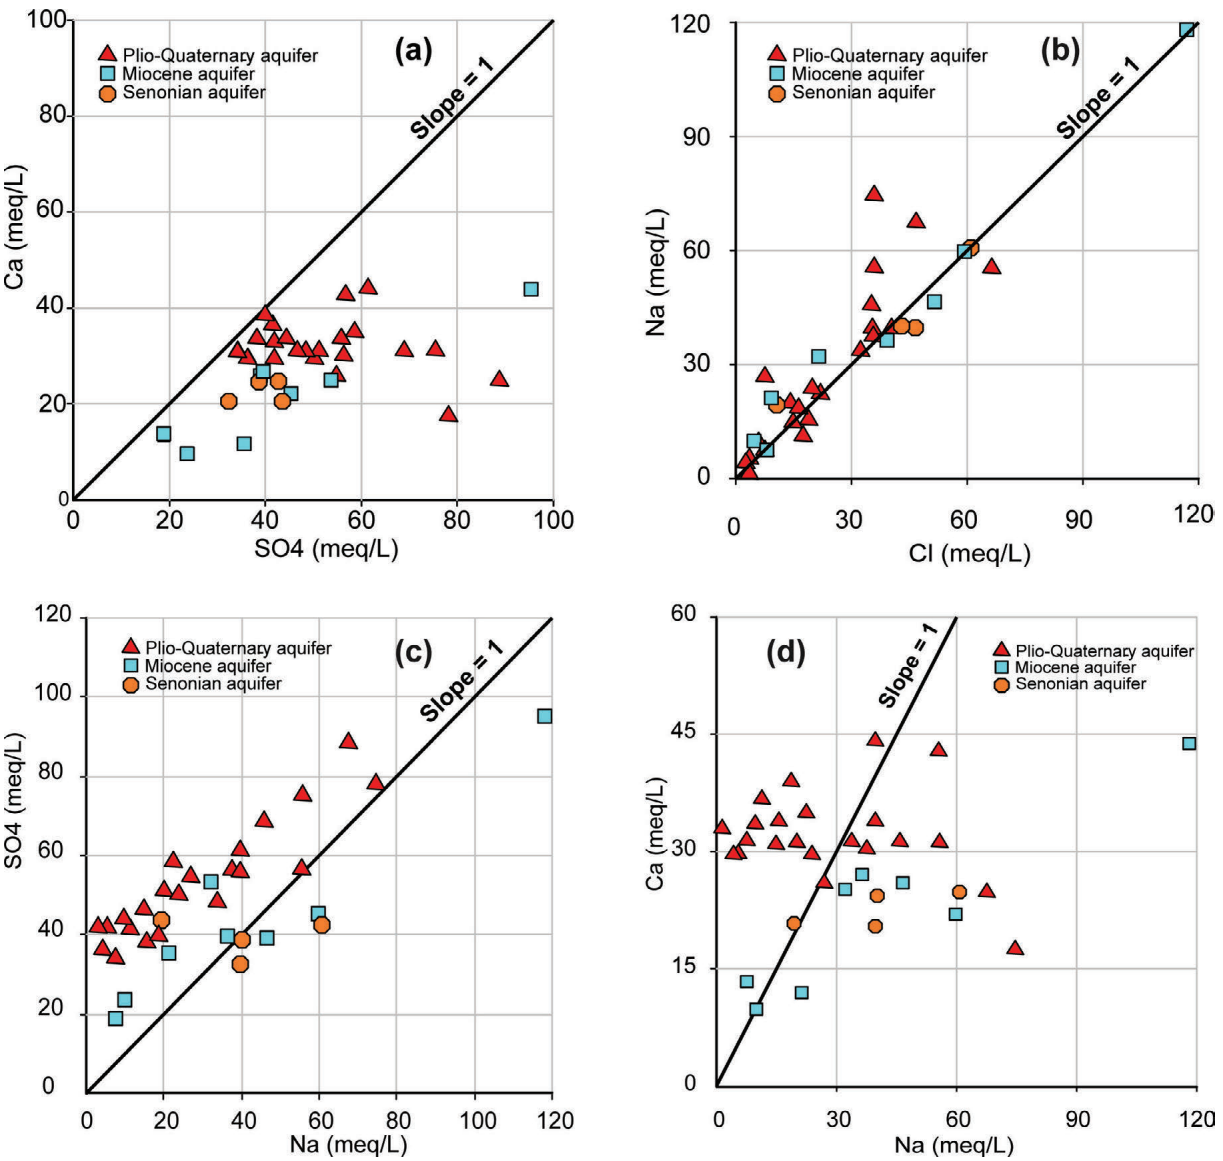 100
80
60
40
20
0
Ca (meq/L)
Plio-Quaternary aquifer
Miocene aquifer
Senonian aquifer
(a)
Slope = 1
0 20 40 60 80 100
SO4 (meq/L)
120
90
60
30
0
Na (meq/L)
Plio-Quaternary aquifer
Miocene aquifer
Senonian aquifer
(b)
Slope = 1
0 30 60 90 120
Cl (meq/L)
120
100
80
60
40
20
0
SO4 (meq/L)
Plio-Quaternary aquifer
Miocene aquifer
Senonian aquifer
(c)
Slope = 1
0 20 40 60 80 100 120
Na (meq/L)
60
45
30
15
0
Ca (meq/L)
(d)
Slope = 1
Plio-Quaternary aquifer
Miocene aquifer
Senonian aquifer
0 30 60 90 120
Na (meq/L)